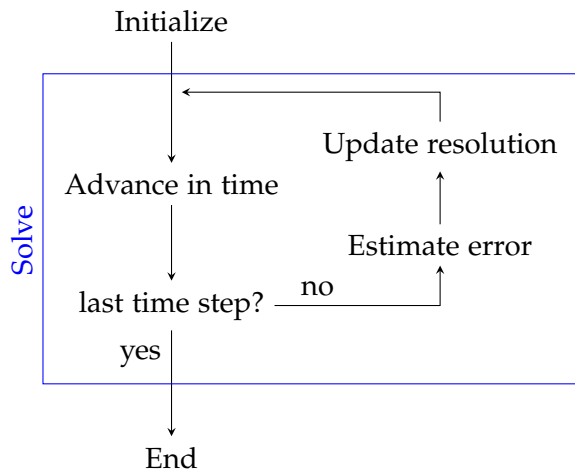 Initialize
Update resolution
Advance in time
Solve
Estimate error
last time step?
no
yes
End